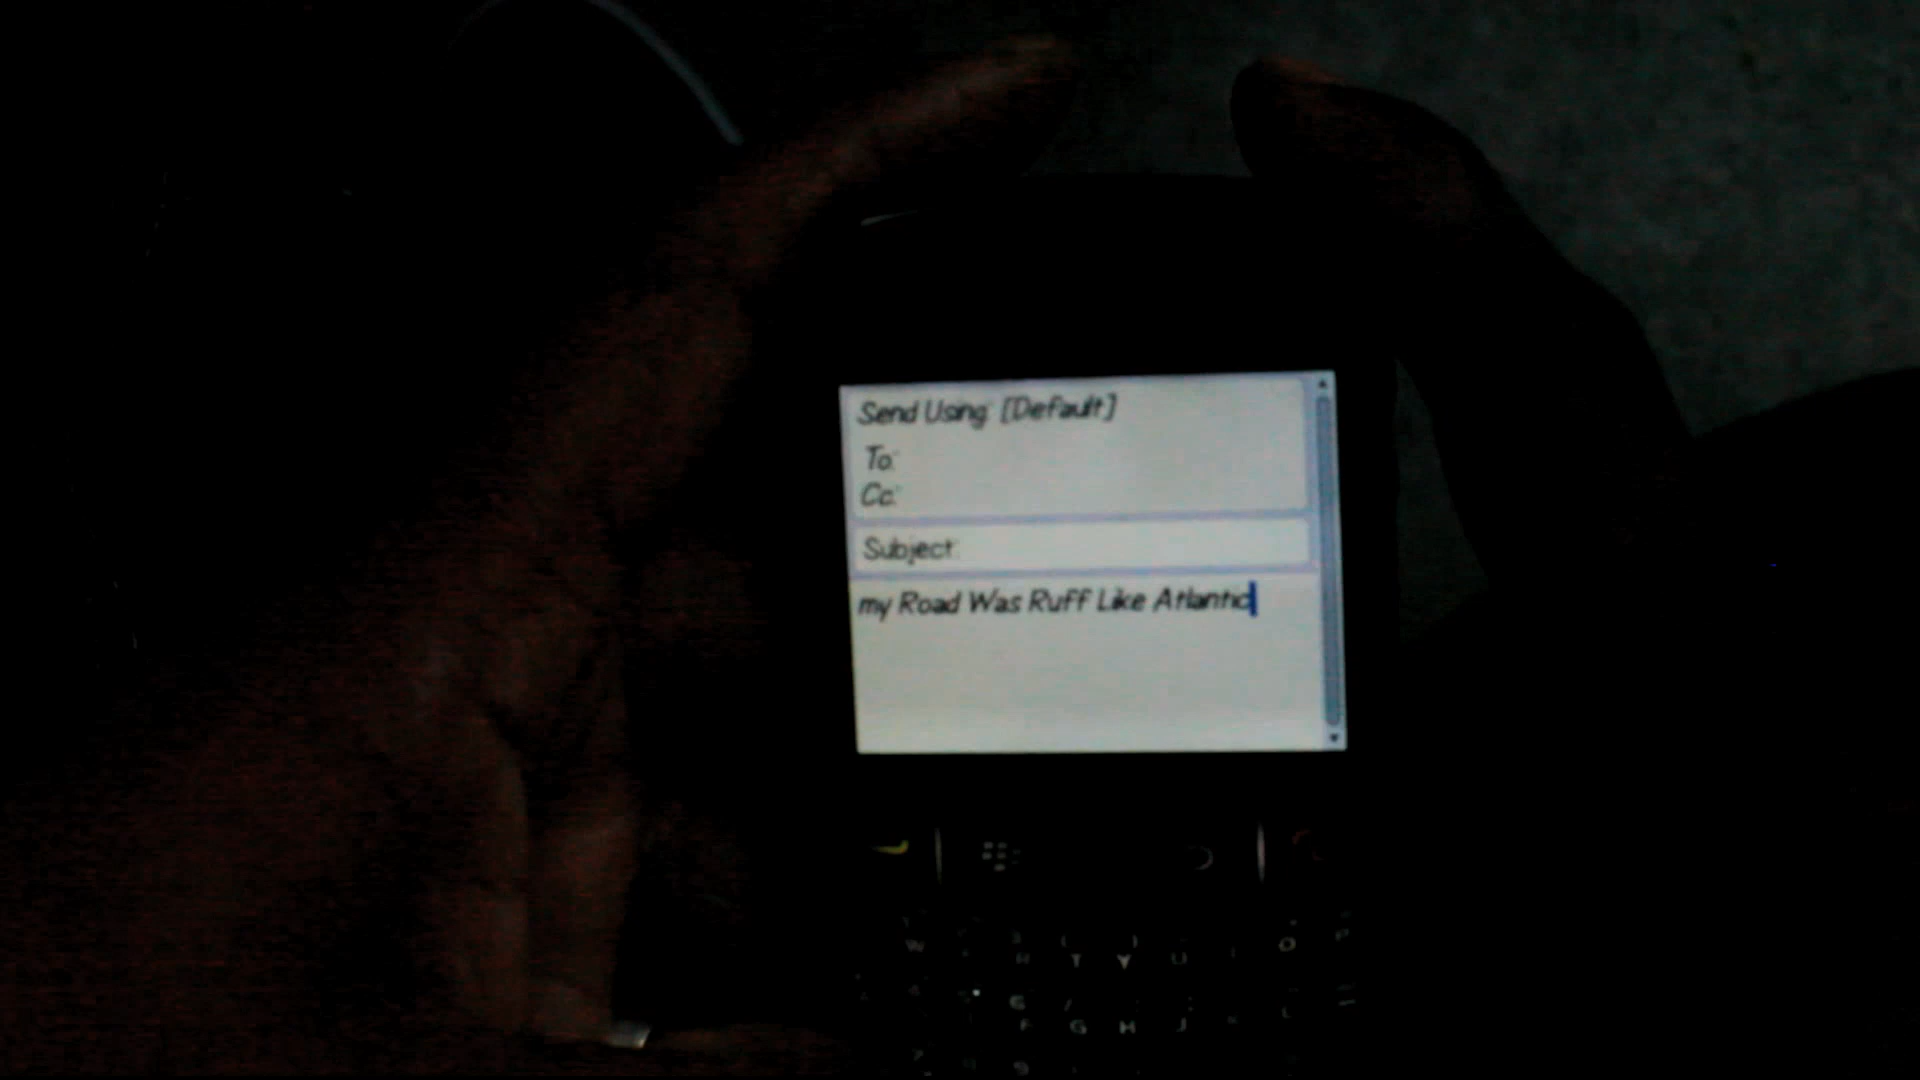 Send Using: [Default]
To:
Cc:
Subject:
my Road Was Ruff Like Atlantic
W R T Y U O P
F G H J L